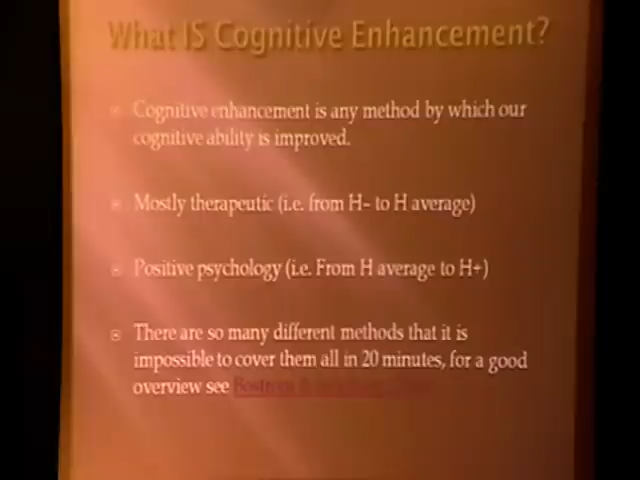 What IS Cognitive Enhancement?
Cognitive enhancement is any method by which our
cognitive ability is improved.
Mostly therapeutic (i.e. from H- to H average)
Positive psychology (i.e. From H average to H+)
There are so many different methods that it is
impossible to cover them all in 20 minutes, for a good
overview see